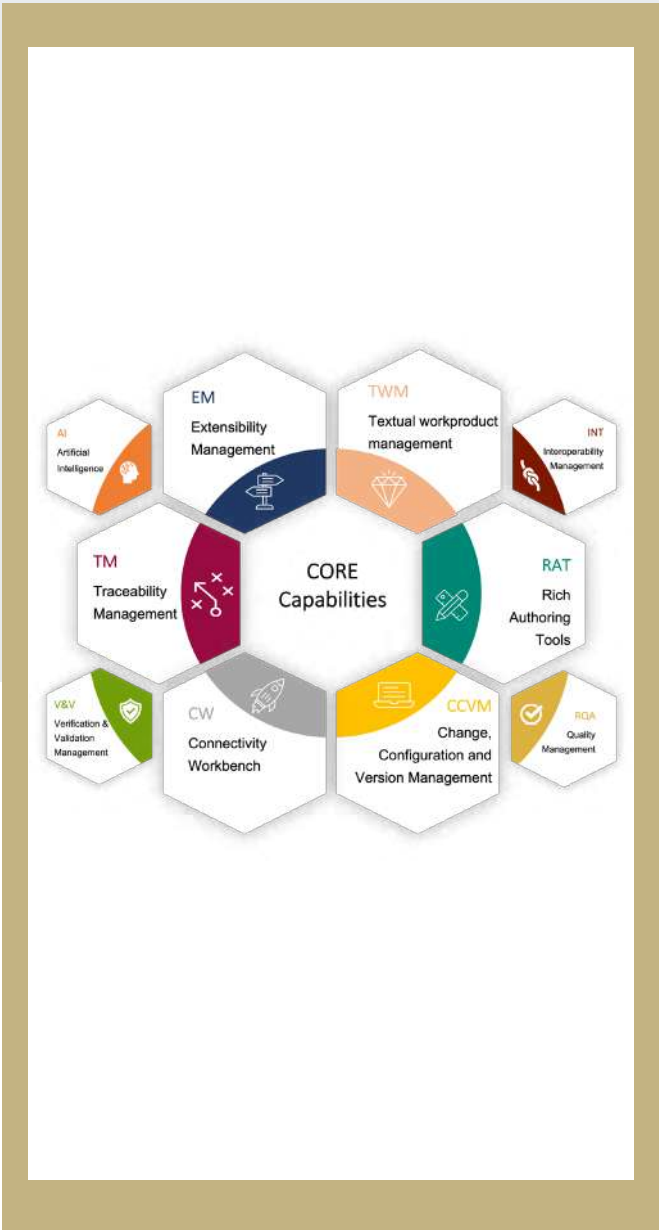 EM
Extensibility
Management
TWM
Textual workproduct
management
AI
Artificial
Intelligence
INT
Interoperability
Management
TM
Traceability
Management
CORE
Capabilities
RAT
Rich
Authoring
Tools
V&V
Verification &
Validation
Management
CW
Connectivity
Workbench
CCVM
Change,
Configuration and
Version Management
RQA
Quality
Management